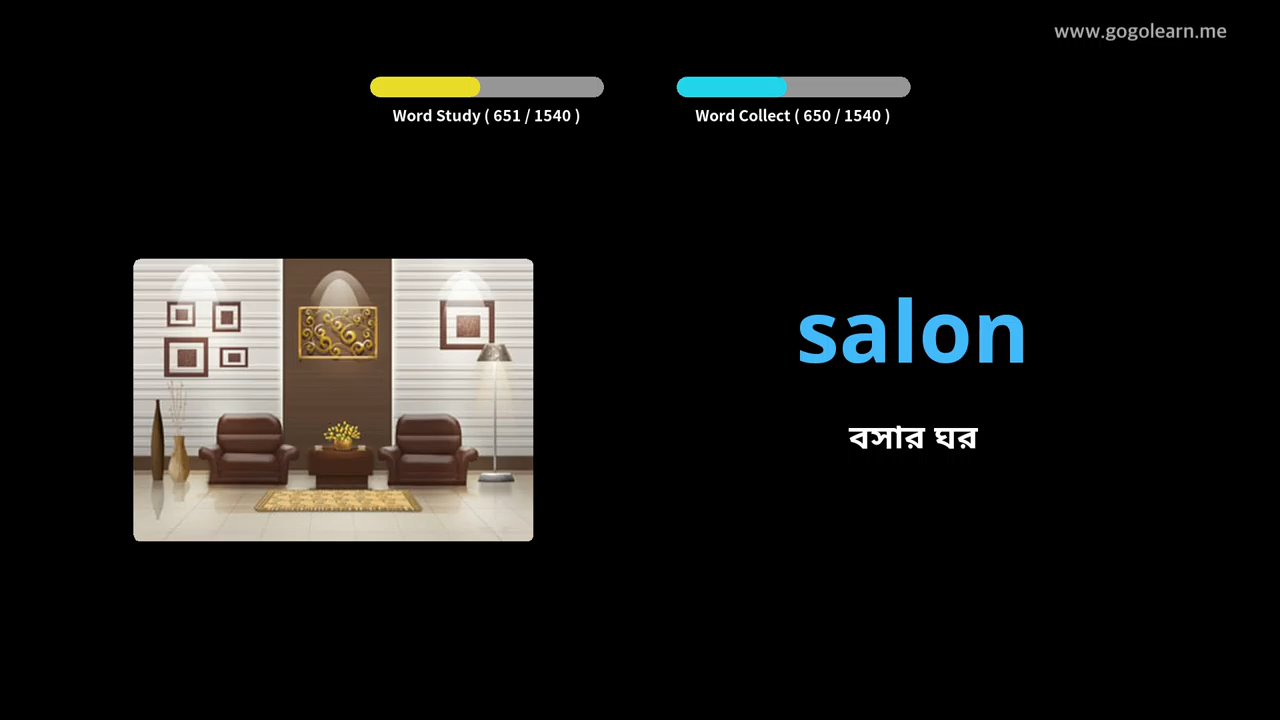 www.gogolearn.me
Word Study ( 651 / 1540 )
Word Collect ( 650 / 1540 )
salon
বসার ঘর